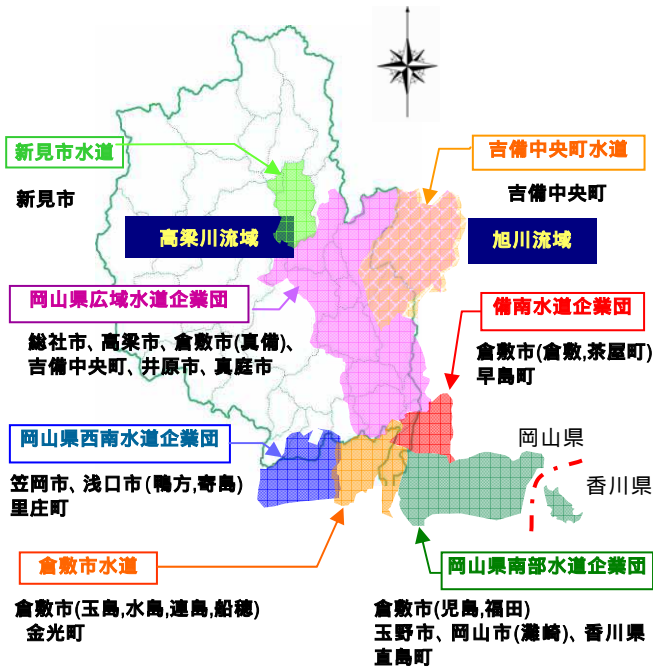 新見市水道
新見市
吉備中央町水道
吉備中央町
高梁川流域
旭川流域
岡山県広域水道企業団
総社市、高梁市、倉敷市(真備)、
吉備中央町、井原市、真庭市
備南水道企業団
倉敷市(倉敷,茶屋町)
早島町
岡山県西南水道企業団
笠岡市、浅口市(鴨方,寄島)
里庄町
岡山県
香川県
倉敷市水道
倉敷市(玉島,水島,連島,船穂)
金光町
岡山県南部水道企業団
倉敷市(児島,福田)
玉野市、岡山市(灘崎)、香川県
直島町